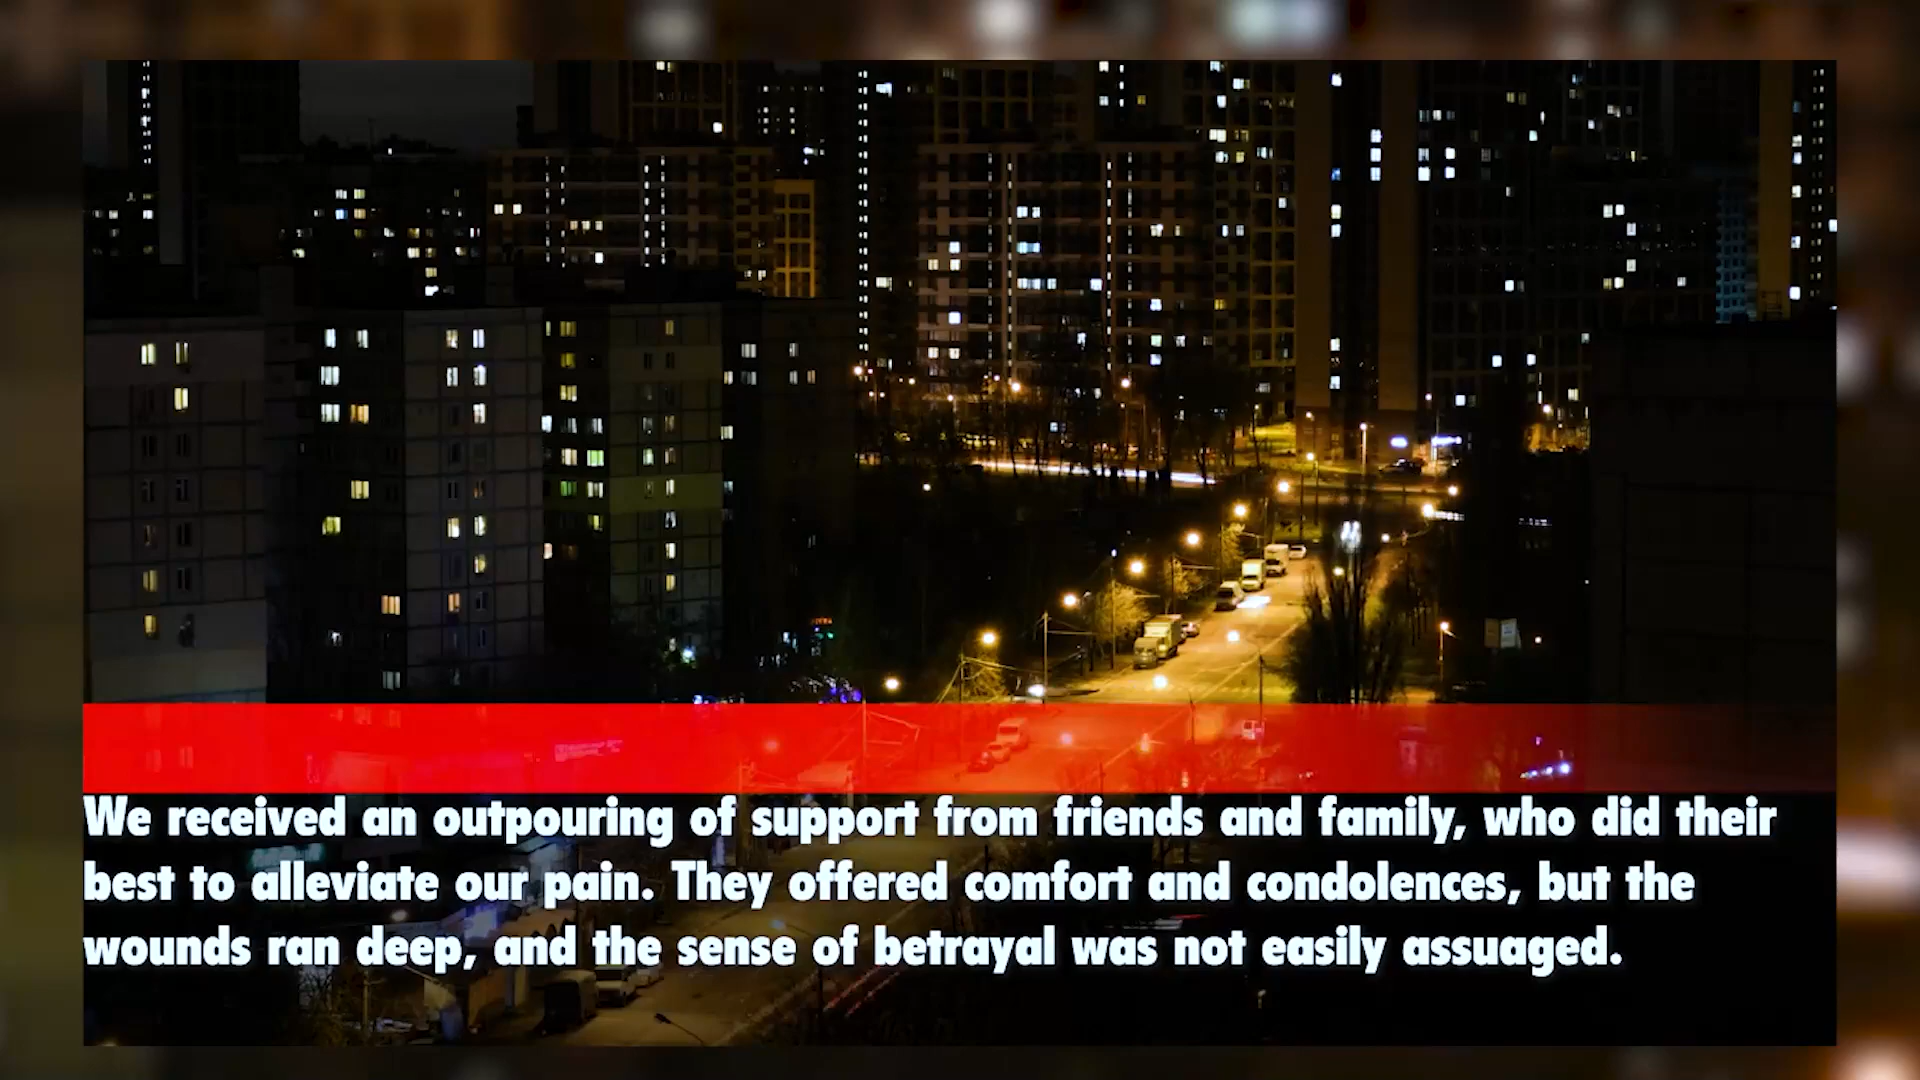 We received an outpouring of support from friends and family, who did their
best to alleviate our pain. They offered comfort and condolences, but the
wounds ran deep, and the sense of betrayal was not easily assuaged.